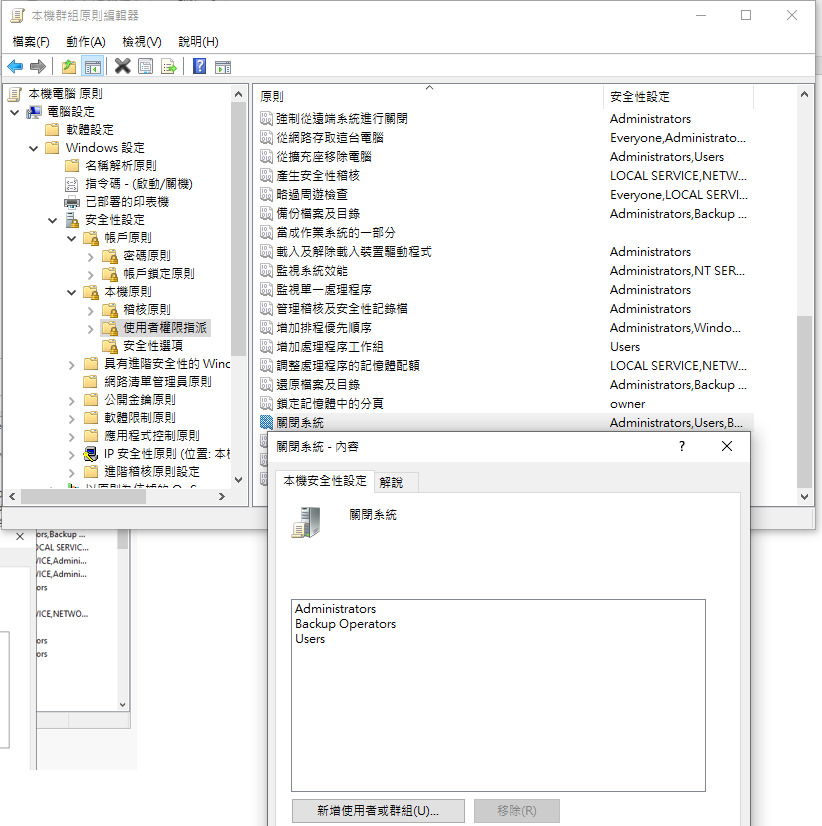 本機群組原則編輯器
檔案(F) 動作(A) 檢視(V) 說明(H)
本機電腦 原則
電腦設定
軟體設定
Windows 設定
名稱解析原則
指令碼 - (啟動/關機)
已部署的印表機
安全性設定
帳戶原則
密碼原則
帳戶鎖定原則
本機原則
稽核原則
使用者權限指派
安全性選項
具有進階安全性的 Wind
網路清單管理員原則
公開金鑰原則
軟體限制原則
應用程式控制原則
IP 安全性原則 (位置: 本機
進階稽核原則設定
原則 安全性設定
強制從遠端系統進行關閉 Administrators
從網路存取這台電腦 Everyone,Administrato...
從擴充座移除電腦 Administrators,Users
產生安全性稽核 LOCAL SERVICE,NETW...
略過周遊檢查 Everyone,LOCAL SERVI...
備份檔案及目錄 Administrators,Backup ...
當成作業系統的一部分
載入及解除載入裝置驅動程式 Administrators
監視系統效能 Administrators,NT SER...
監視單一處理程序 Administrators
管理稽核及安全性記錄檔 Administrators
增加排程優先順序 Administrators,Windo...
增加處理程序工作組 Users
調整處理程序的記憶體配額 LOCAL SERVICE,NETW...
還原檔案及目錄 Administrators,Backup ...
鎖定記憶體中的分頁 owner
關閉系統 Administrators,Users,B...
關閉系統 - 內容
本機安全性設定 解說
關閉系統
Administrators
Backup Operators
Users
新增使用者或群組(U)... 移除(R)
ors,Backup ...
OCAL SERVIC...
VICE,Admini...
VICE,Admini...
ors
VICE,NETWO...
ors
ors